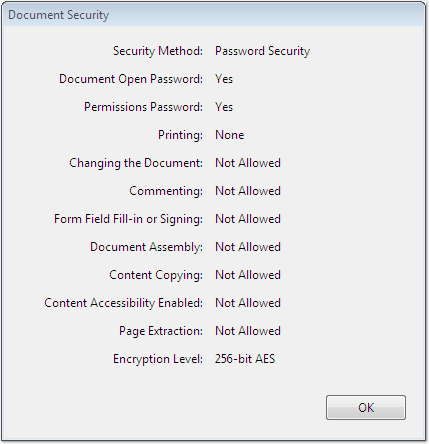 Document Security
Security Method: Password Security
Document Open Password: Yes
Permissions Password: Yes
Printing: None
Changing the Document: Not Allowed
Commenting: Not Allowed
Form Field Fill-in or Signing: Not Allowed
Document Assembly: Not Allowed
Content Copying: Not Allowed
Content Accessibility Enabled: Not Allowed
Page Extraction: Not Allowed
Encryption Level: 256-bit AES
OK